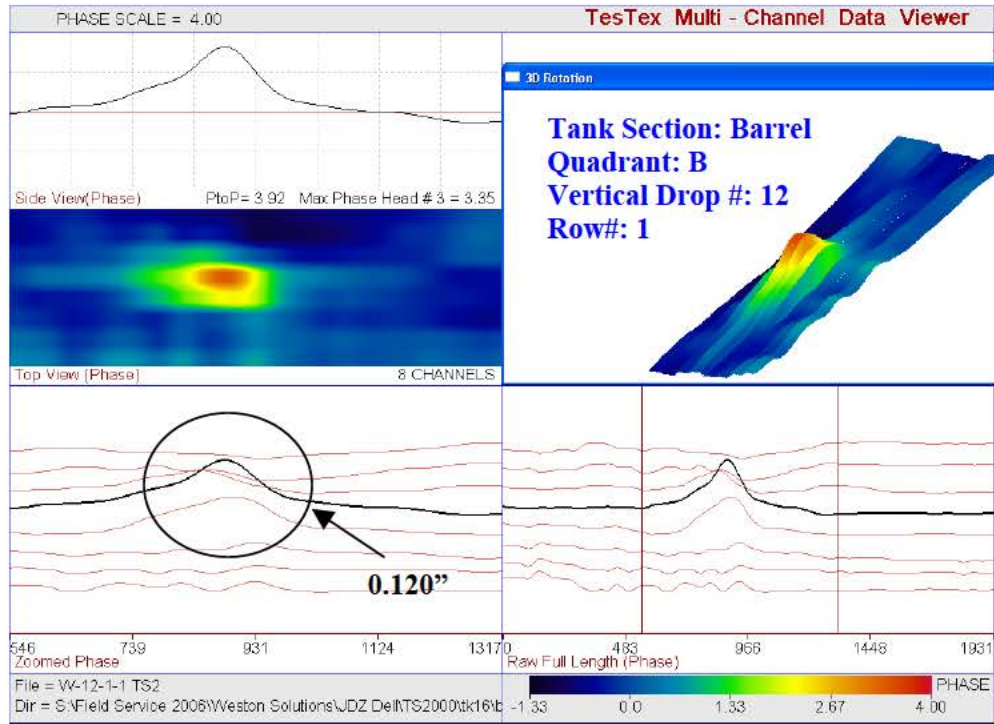 PHASE SCALE = 4.00
TesTex Multi - Channel Data Viewer
3D Rotation
Tank Section: Barrel
Quadrant: B
Vertical Drop #: 12
Row#: 1
Side View(Phase)
PtoP= 3.92 Max Phase Head # 3 = 3.35
Top View (Phase)
8 CHANNELS
0.120”
546 739 931 1124 1317
Zoomed Phase
0 483 966 1448 1931
Raw Full Length (Phase)
File = W-12-1-1 TS2
Dir = S:\Field Service 2006\Weston Solutions\JDZ Del\TS2000\tk16\b
PHASE
-1.33 0.0 1.33 2.67 4.00